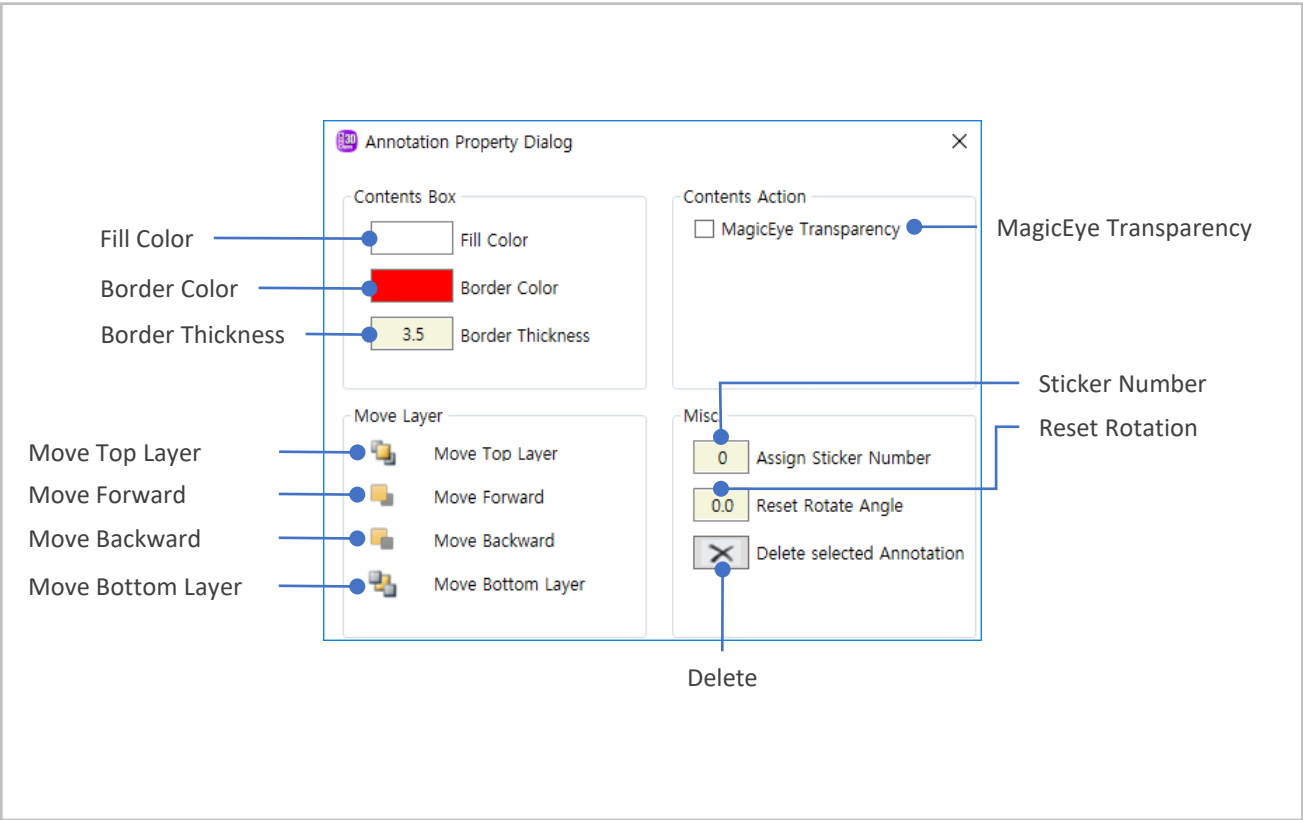 Annotation Property Dialog
Contents Box
Fill Color
Fill Color
Border Color
Border Color
Border Thickness
3.5
Border Thickness
Contents Action
MagicEye Transparency
MagicEye Transparency
Move Layer
Move Top Layer
Move Top Layer
Move Forward
Move Forward
Move Backward
Move Backward
Move Bottom Layer
Move Bottom Layer
Misc.
Sticker Number
0
Assign Sticker Number
Reset Rotation
0.0
Reset Rotate Angle
Delete selected Annotation
Delete